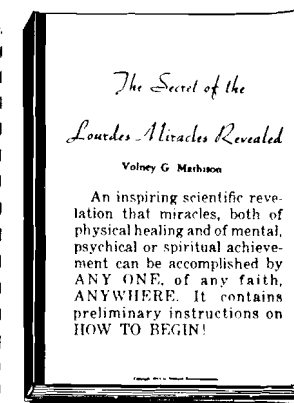 The Secret of the
Lourdes Miracles Revealed
Volney G Mathison
An inspiring scientific reve-
lation that miracles, both of
physical healing and of mental,
psychical or spiritual achieve-
ment can be accomplished by
ANY ONE, of any faith,
ANYWHERE. It contains
preliminary instructions on
HOW TO BEGIN!